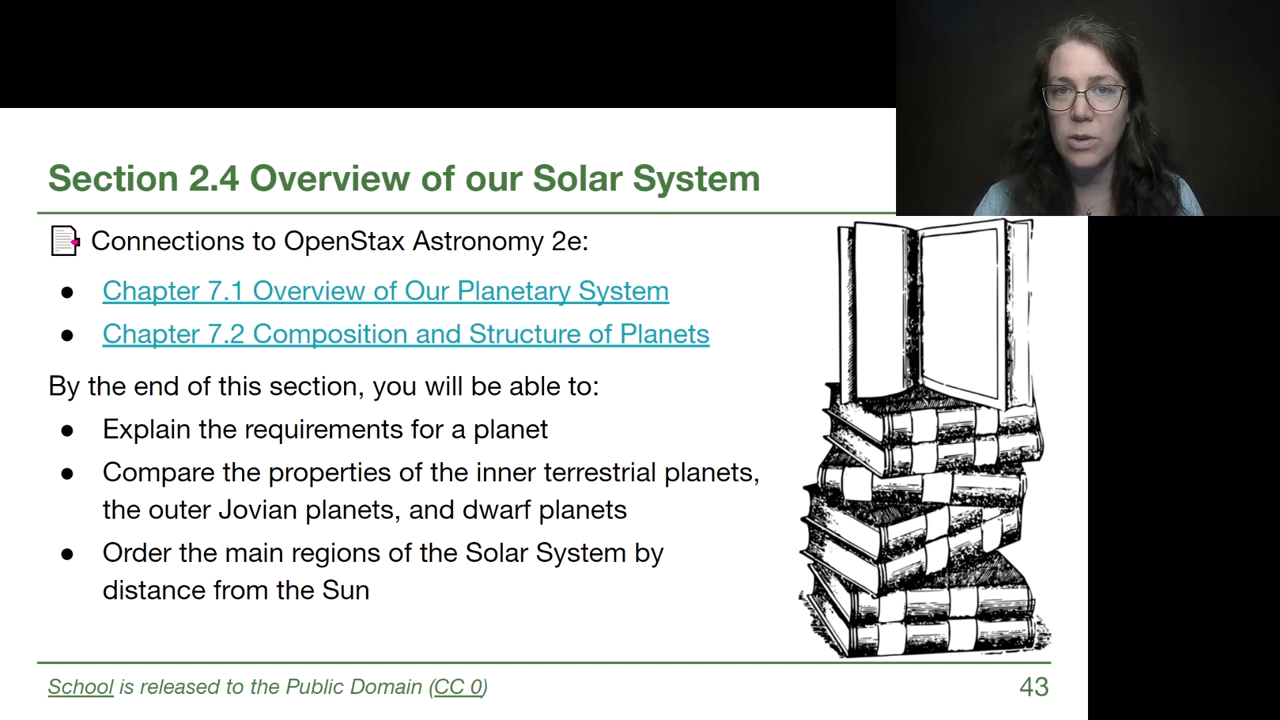 Section 2.4 Overview of our Solar System
Connections to OpenStax Astronomy 2e:
● Chapter 7.1 Overview of Our Planetary System
● Chapter 7.2 Composition and Structure of Planets
By the end of this section, you will be able to:
● Explain the requirements for a planet
● Compare the properties of the inner terrestrial planets,
the outer Jovian planets, and dwarf planets
● Order the main regions of the Solar System by
distance from the Sun
School is released to the Public Domain (CC 0)
43